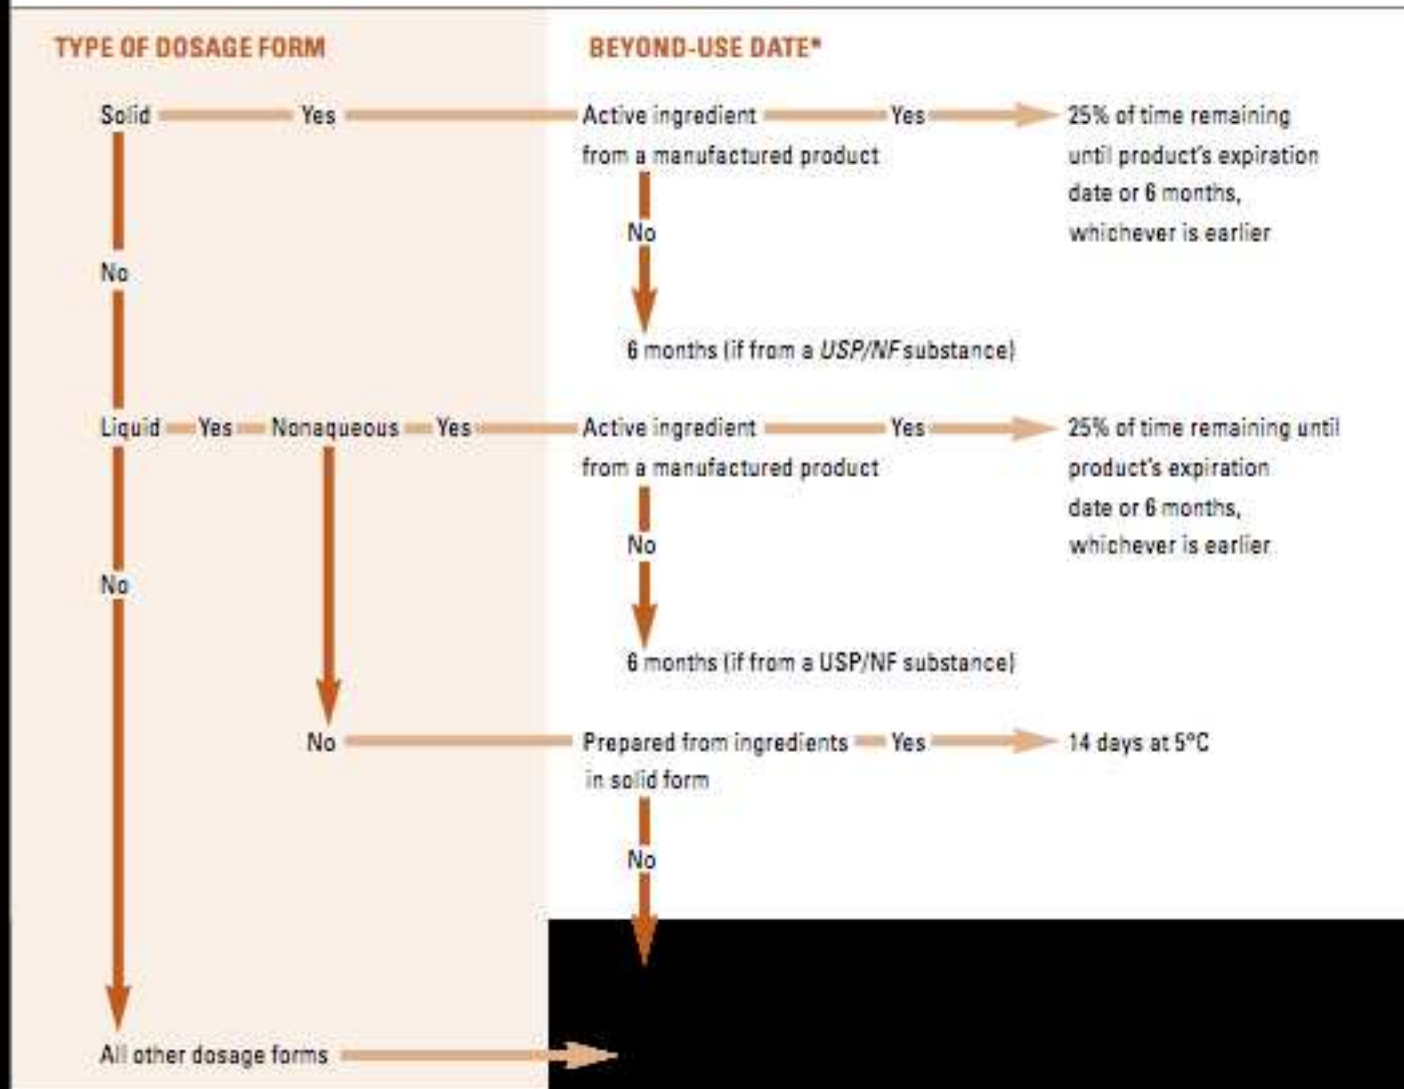 TYPE OF DOSAGE FORM
BEYOND-USE DATE*
Solid Yes Active ingredient Yes 25% of time remaining
from a manufactured product until product's expiration
date or 6 months,
No whichever is earlier
No
6 months (if from a USP/NF substance)
Liquid Yes Nonaqueous Yes Active ingredient Yes 25% of time remaining until
from a manufactured product product's expiration
date or 6 months,
No whichever is earlier
No
6 months (if from a USP/NF substance)
No Prepared from ingredients Yes 14 days at 5°C
in solid form
No
All other dosage forms